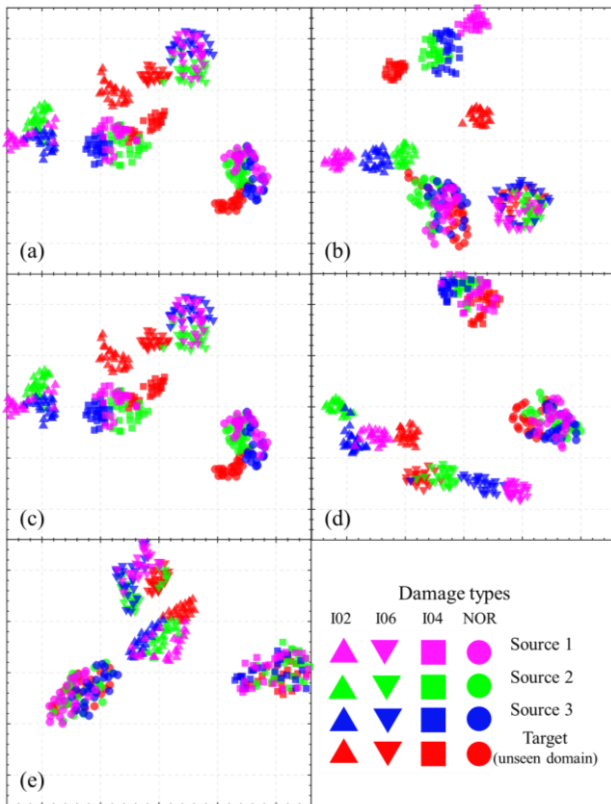 (a)
(b)
(c)
(d)
(e)
Damage types
I02 I06 I04 NOR
Source 1
Source 2
Source 3
Target
(unseen domain)